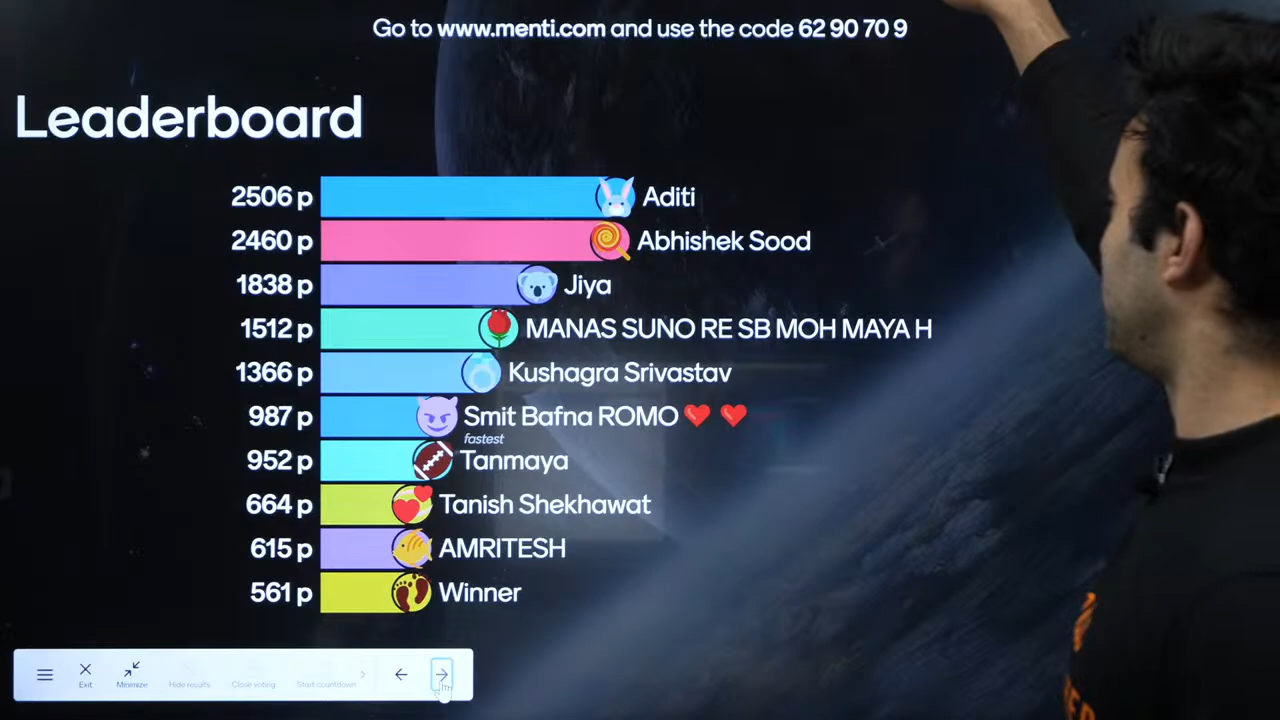 Go to www.menti.com and use the code 62 90 70 9
Leaderboard
2506 p Aditi
2460 p Abhishek Sood
1838 p Jiya
1512 p MANAS SUNO RE SB MOH MAYA H
1366 p Kushagra Srivastav
987 p Smit Bafna ROMO ❤️ ❤️
fastest
952 p Tanmaya
664 p Tanish Shekhawat
615 p AMRITESH
561 p Winner
Exit Minimize Hide results Close voting Start countdown